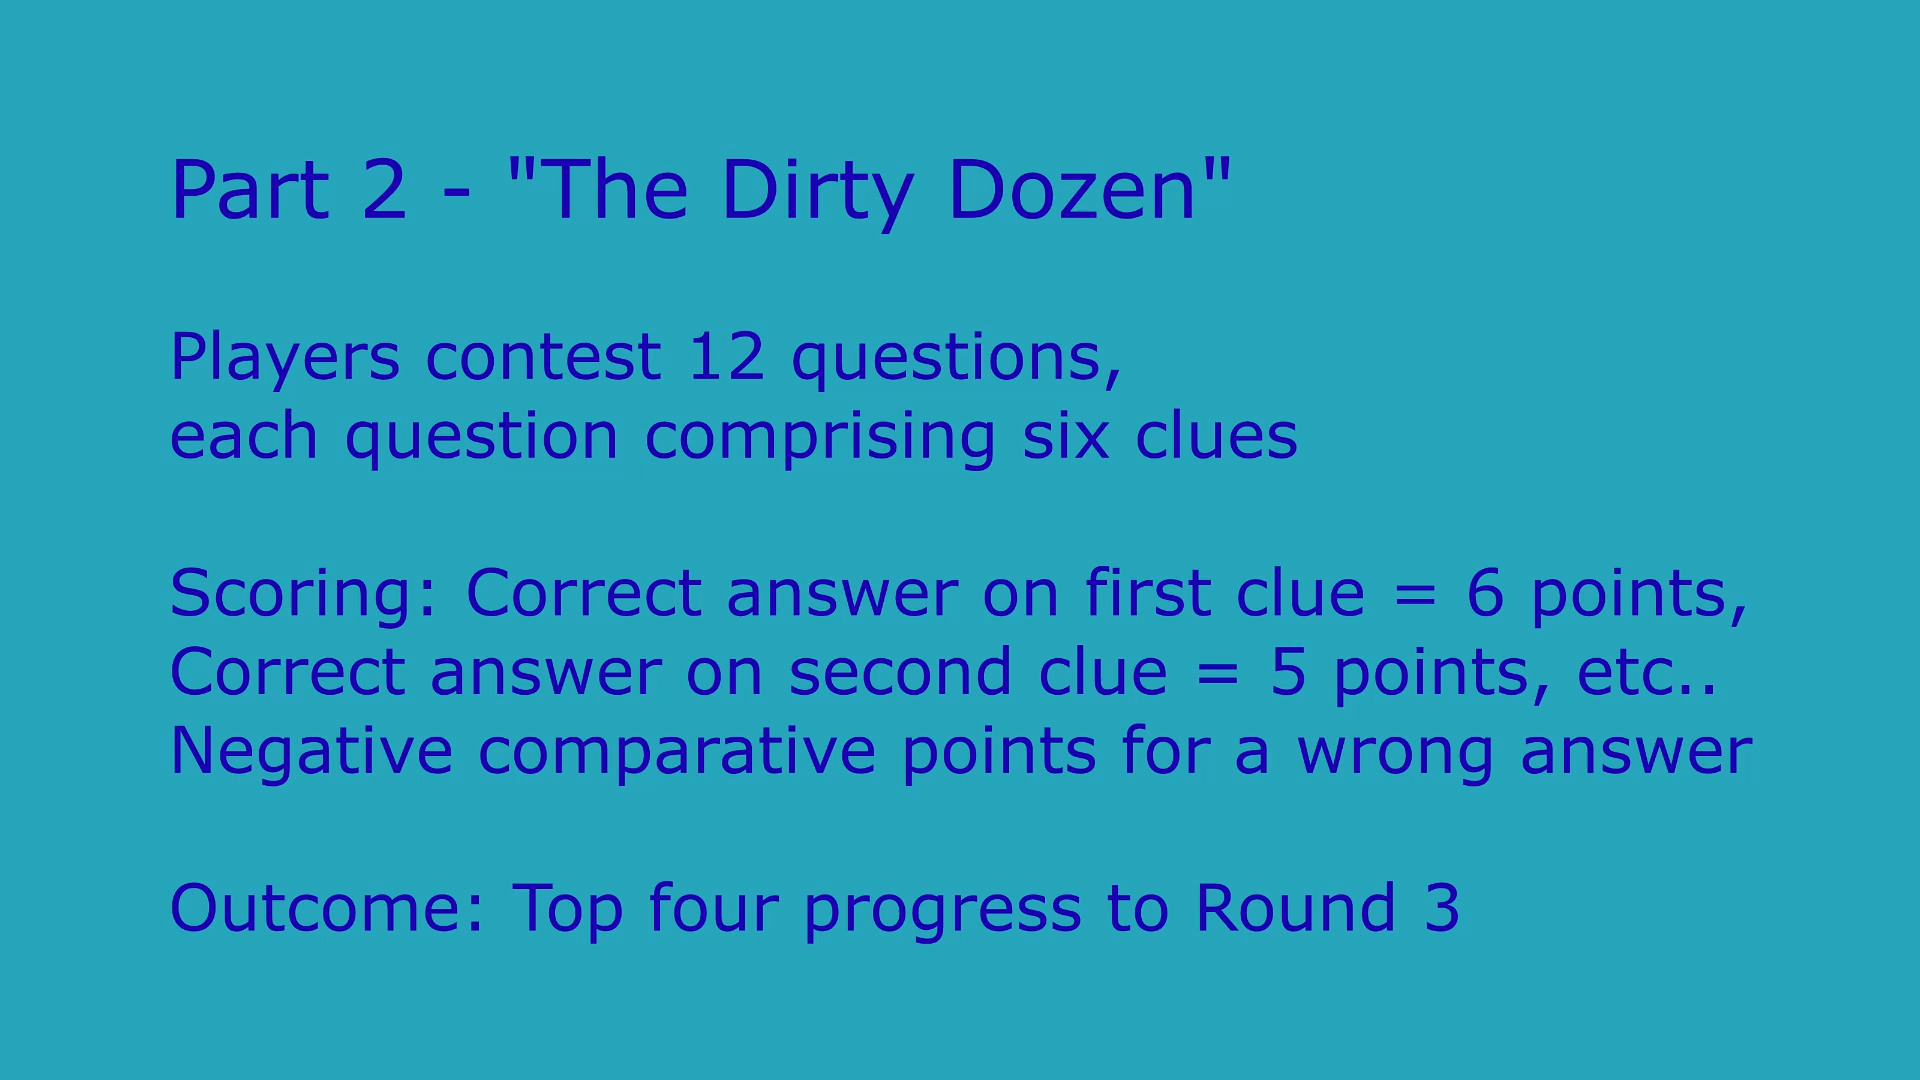 Part 2 - "The Dirty Dozen"
Players contest 12 questions,
each question comprising six clues
Scoring: Correct answer on first clue = 6 points,
Correct answer on second clue = 5 points, etc..
Negative comparative points for a wrong answer
Outcome: Top four progress to Round 3